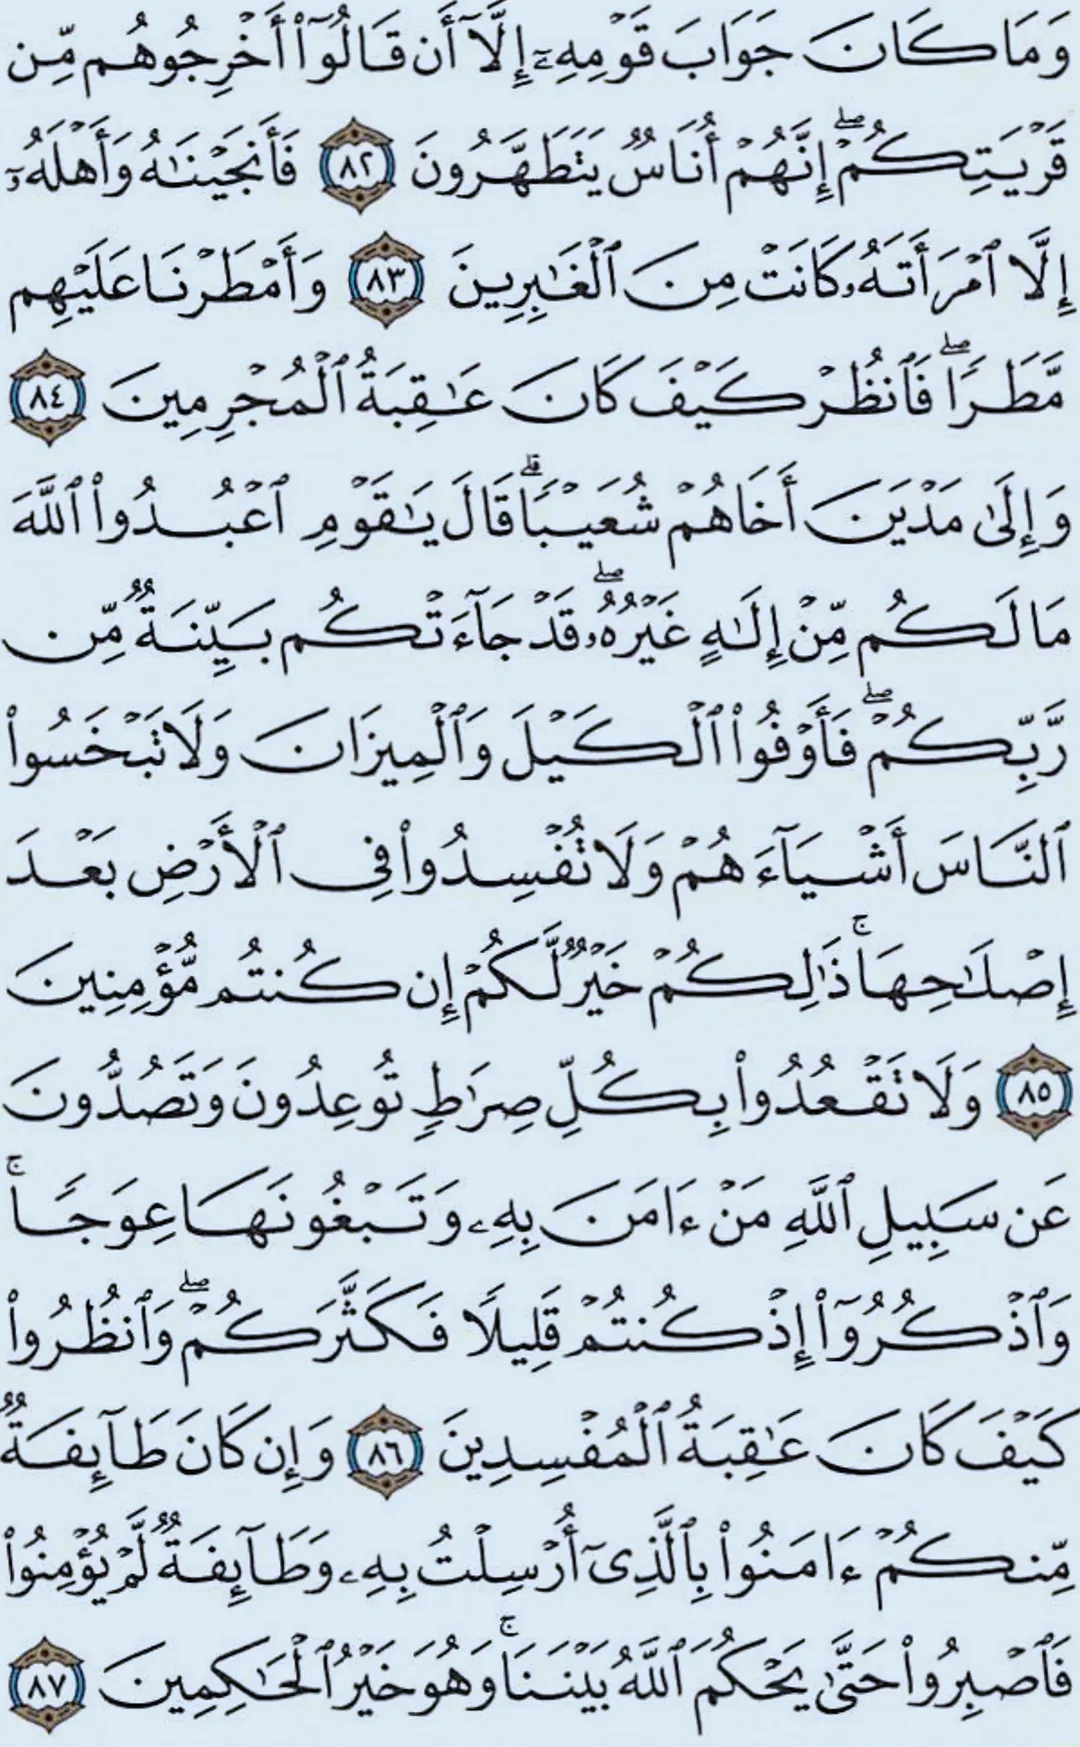 وَمَا كَانَ جَوَابَ قَوْمِهِۦٓ إِلَّآ أَن قَالُوٓا۟ أَخْرِجُوهُم مِّن
قَرْيَتِكُمْ ۖ إِنَّهُمْ أُنَاسٌ يَتَطَهَّرُونَ ٨٢ فَأَنجَيْنَٰهُ وَأَهْلَهُۥٓ
إِلَّا ٱمْرَأَتَهُۥ كَانَتْ مِنَ ٱلْغَٰبِرِينَ ٨٣ وَأَمْطَرْنَا عَلَيْهِم
مَّطَرًا ۖ فَٱنظُرْ كَيْفَ كَانَ عَٰقِبَةُ ٱلْمُجْرِمِينَ ٨٤
وَإِلَىٰ مَدْيَنَ أَخَاهُمْ شُعَيْبًا ۗ قَالَ يَٰقَوْمِ ٱعْبُدُوا۟ ٱللَّهَ
مَا لَكُم مِّنْ إِلَٰهٍ غَيْرُهُۥ ۖ قَدْ جَآءَتْكُم بَيِّنَةٌ مِّن
رَّبِّكُمْ ۖ فَأَوْفُوا۟ ٱلْكَيْلَ وَٱلْمِيزَانَ وَلَا تَبْخَسُوا۟
ٱلنَّاسَ أَشْيَآءَهُمْ وَلَا تُفْسِدُوا۟ فِى ٱلْأَرْضِ بَعْدَ
إِصْلَٰحِهَا ۚ ذَٰلِكُمْ خَيْرٌ لَّكُمْ إِن كُنتُم مُّؤْمِنِينَ
٨٥ وَلَا تَقْعُدُوا۟ بِكُلِّ صِرَٰطٍ تُوعِدُونَ وَتَصُدُّونَ
عَن سَبِيلِ ٱللَّهِ مَنْ ءَامَنَ بِهِۦ وَتَبْغُونَهَا عِوَجًا ۚ
وَٱذْكُرُوٓا۟ إِذْ كُنتُمْ قَلِيلًا فَكَثَّرَكُمْ ۖ وَٱنظُرُوا۟
كَيْفَ كَانَ عَٰقِبَةُ ٱلْمُفْسِدِينَ ٨٦ وَإِن كَانَ طَآئِفَةٌ
مِّنكُمْ ءَامَنُوا۟ بِٱلَّذِىٓ أُرْسِلْتُ بِهِۦ وَطَآئِفَةٌ لَّمْ يُؤْمِنُوا۟
فَٱصْبِرُوا۟ حَتَّىٰ يَحْكُمَ ٱللَّهُ بَيْنَنَا ۚ وَهُوَ خَيْرُ ٱلْحَٰكِمِينَ ٨٧